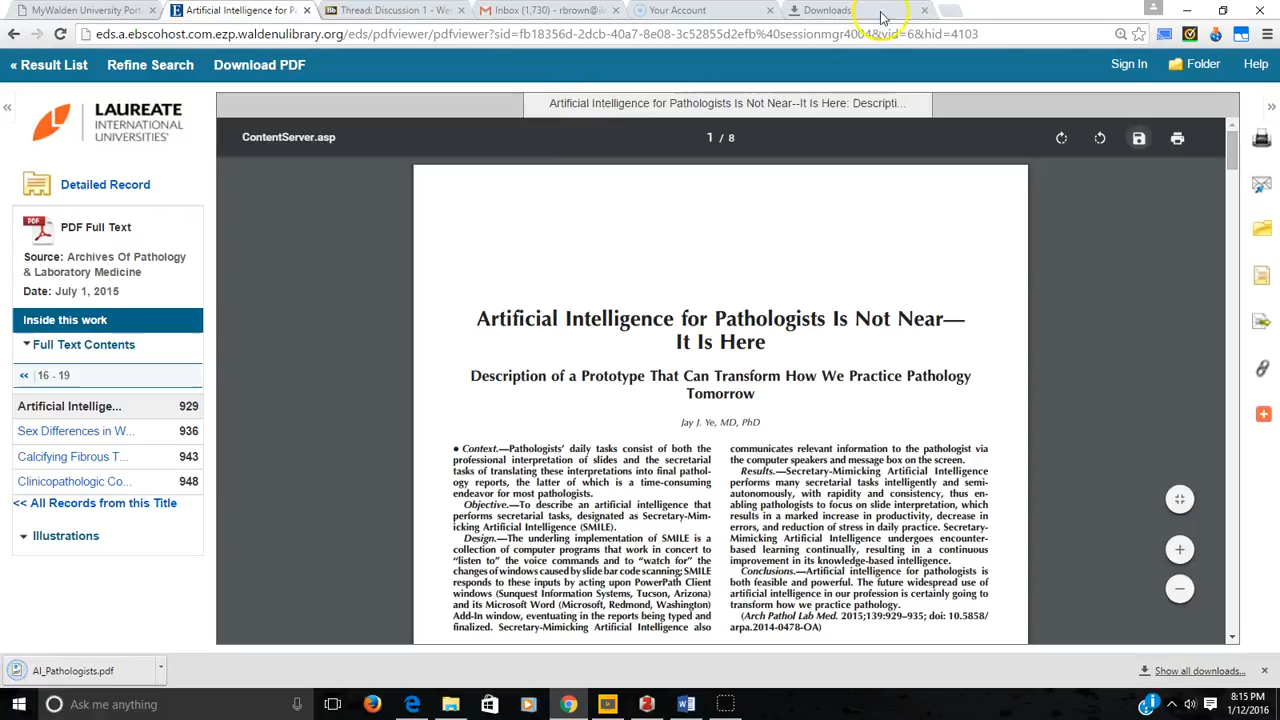 MyWalden University Port
Artificial Intelligence for P
Thread: Discussion 1 - We
Inbox (1,730) - rbrown@
Your Account
Downloads
eds.a.ebscohost.com.ezp.waldenulibrary.org/eds/pdfviewer/pdfviewer?sid=fb18356d-2dcb-40a7-8e08-3c52855d2efb%40sessionmgr4004&vid=6&hid=4103
« Result List
Refine Search
Download PDF
Sign In
Folder
Help
LAUREATE
INTERNATIONAL
UNIVERSITIES
Detailed Record
PDF Full Text
Source: Archives Of Pathology
& Laboratory Medicine
Date: July 1, 2015
Inside this work
Full Text Contents
« 16 - 19
Artificial Intellige... 929
Sex Differences in W... 936
Calcifying Fibrous T... 943
Clinicopathologic Co... 948
<< All Records from this Title
Illustrations
Artificial Intelligence for Pathologists Is Not Near--It Is Here: Descripti...
ContentServer.asp
1 / 8
Artificial Intelligence for Pathologists Is Not Near—
It Is Here
Description of a Prototype That Can Transform How We Practice Pathology
Tomorrow
Jay J. Ye, MD, PhD
● Context.—Pathologists' daily tasks consist of both the
professional interpretation of slides and the secretarial
tasks of translating these interpretations into final pathol-
ogy reports, the latter of which is a time-consuming
endeavor for most pathologists.
Objective.—To describe an artificial intelligence that
performs secretarial tasks, designated as Secretary-Mim-
icking Artificial Intelligence (SMILE).
Design.—The underling implementation of SMILE is a
collection of computer programs that work in concert to
"listen to" the voice commands and to "watch for" the
changes of windows caused by slide bar code scanning; SMILE
responds to these inputs by acting upon PowerPath Client
windows (Sunquest Information Systems, Tucson, Arizona)
and its Microsoft Word (Microsoft, Redmond, Washington)
Add-In window, eventuating in the reports being typed and
finalized. Secretary-Mimicking Artificial Intelligence also
communicates relevant information to the pathologist via
the computer speakers and message box on the screen.
Results.—Secretary-Mimicking Artificial Intelligence
performs many secretarial tasks intelligently and semi-
autonomously, with rapidity and consistency, thus en-
abling pathologists to focus on slide interpretation, which
results in a marked increase in productivity, decrease in
errors, and reduction of stress in daily practice. Secretary-
Mimicking Artificial Intelligence undergoes encounter-
based learning continually, resulting in a continuous
improvement in its knowledge-based intelligence.
Conclusions.—Artificial intelligence for pathologists is
both feasible and powerful. The future widespread use of
artificial intelligence in our profession is certainly going to
transform how we practice pathology.
(Arch Pathol Lab Med. 2015;139:929–935; doi: 10.5858/
arpa.2014-0478-OA)
AI_Pathologists.pdf
Show all downloads...
Ask me anything
8:15 PM
1/12/2016